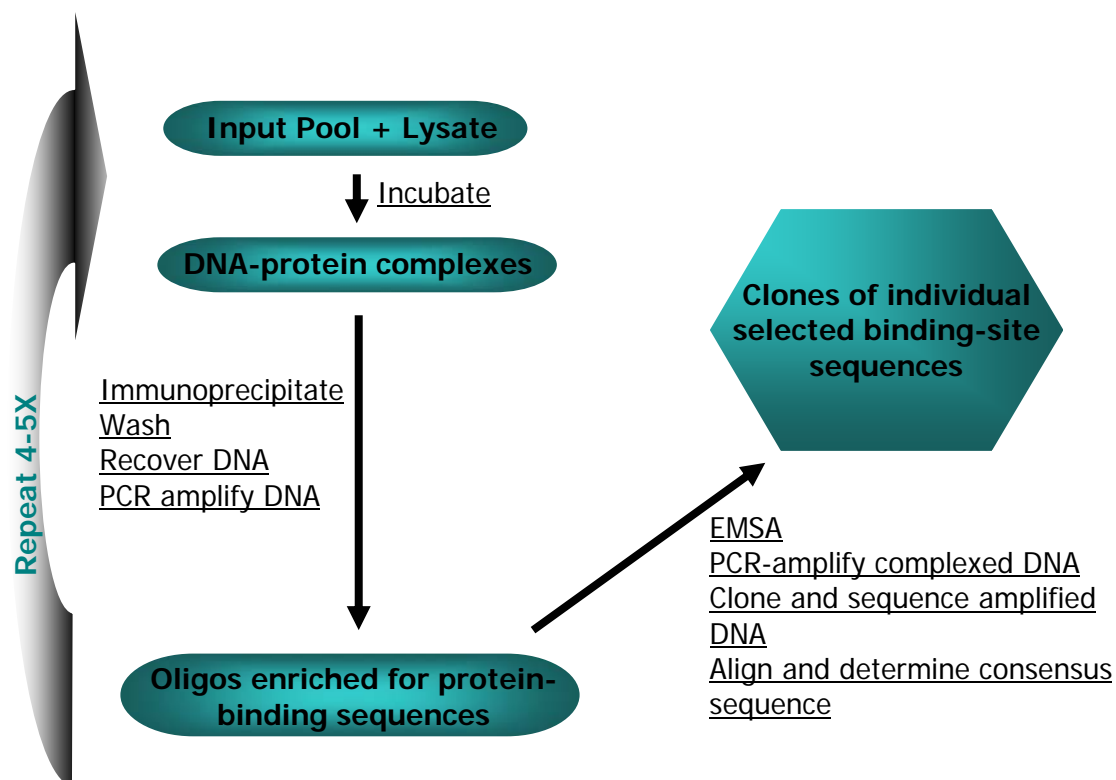 Input Pool + Lysate
Incubate
DNA-protein complexes
Immunoprecipitate
Wash
Recover DNA
PCR amplify DNA
Repeat 4-5X
Oligos enriched for protein-
binding sequences
Clones of individual
selected binding-site
sequences
EMSA
PCR-amplify complexed DNA
Clone and sequence amplified
DNA
Align and determine consensus
sequence